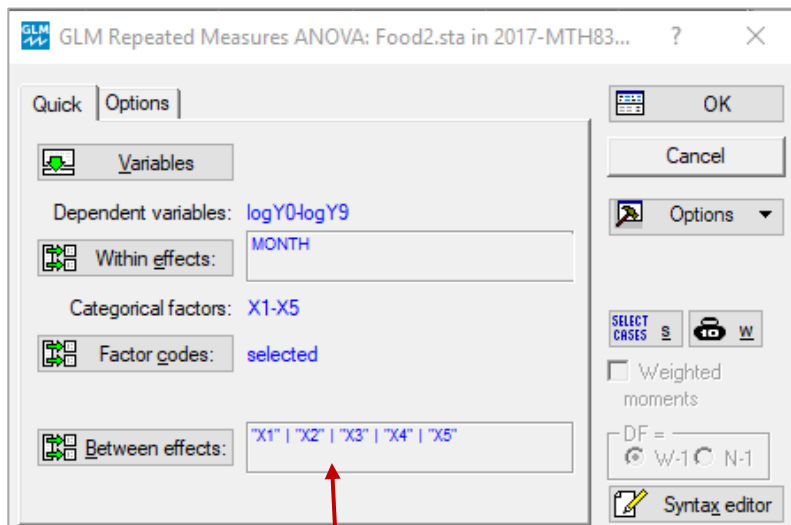 GLM GLM Repeated Measures ANOVA: Food2.sta in 2017-MTH83... ?
Quick Options
OK
Variables
Cancel
Dependent variables: logY0-logY9
Options
Within effects: MONTH
Categorical factors: X1-X5
SELECT CASES S W
Factor codes: selected
Weighted moments
Between effects: "X1" | "X2" | "X3" | "X4" | "X5"
DF =
W-1 N-1
Syntax editor